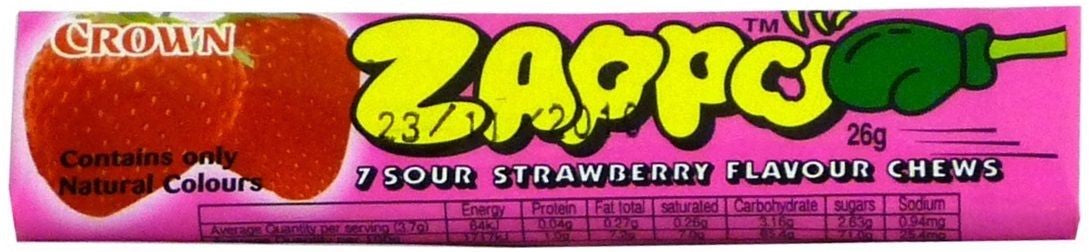 CROWN
ZAPPO
TM
23/11/2016
26g
Contains only
Natural Colours
7 SOUR STRAWBERRY FLAVOUR CHEWS
Energy Protein Fat total saturated Carbohydrate sugars Sodium
Average Quantity per serving (3.7g) 64kJ 0.04g 0.27g 0.26g 3.16g 2.63g 0.94mg